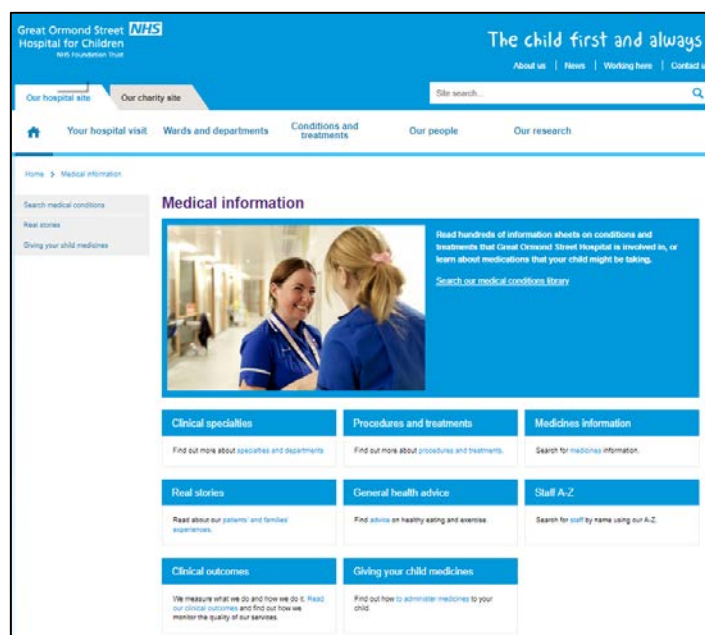 Great Ormond Street NHS
Hospital for Children
NHS Foundation Trust
The child first and always
About us | News | Working here | Contact u
Our hospital site
Our charity site
Site search...
Your hospital visit
Wards and departments
Conditions and
treatments
Our people
Our research
Home > Medical information
Search medical conditions
Real stories
Giving your child medicines
Medical information
Read hundreds of information sheets on conditions and
treatments that Great Ormond Street Hospital is involved in, or
learn about medications that your child might be taking.
Search our medical conditions library
Clinical specialties
Find out more about specialties and departments
Procedures and treatments
Find out more about procedures and treatments.
Medicines information
Search for medicines information.
Real stories
Read about our patients' and families'
experiences.
General health advice
Find advice on healthy eating and exercise
Staff A-Z
Search for staff by name using our A-Z.
Clinical outcomes
We measure what we do and how we do it. Read
our clinical outcomes and find out how we
monitor the quality of our services.
Giving your child medicines
Find out how to administer medicines to your
child.